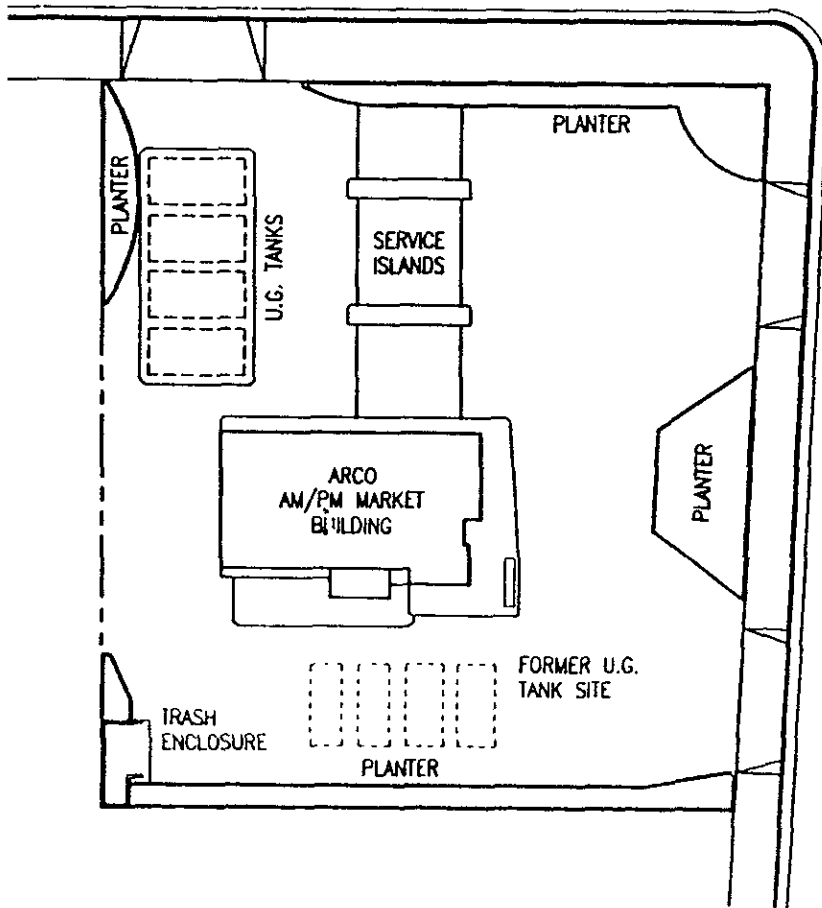 PLANTER
PLANTER
U.G. TANKS
SERVICE
ISLANDS
ARCO
AM/PM MARKET
BUILDING
PLANTER
FORMER U.G.
TANK SITE
TRASH
ENCLOSURE
PLANTER